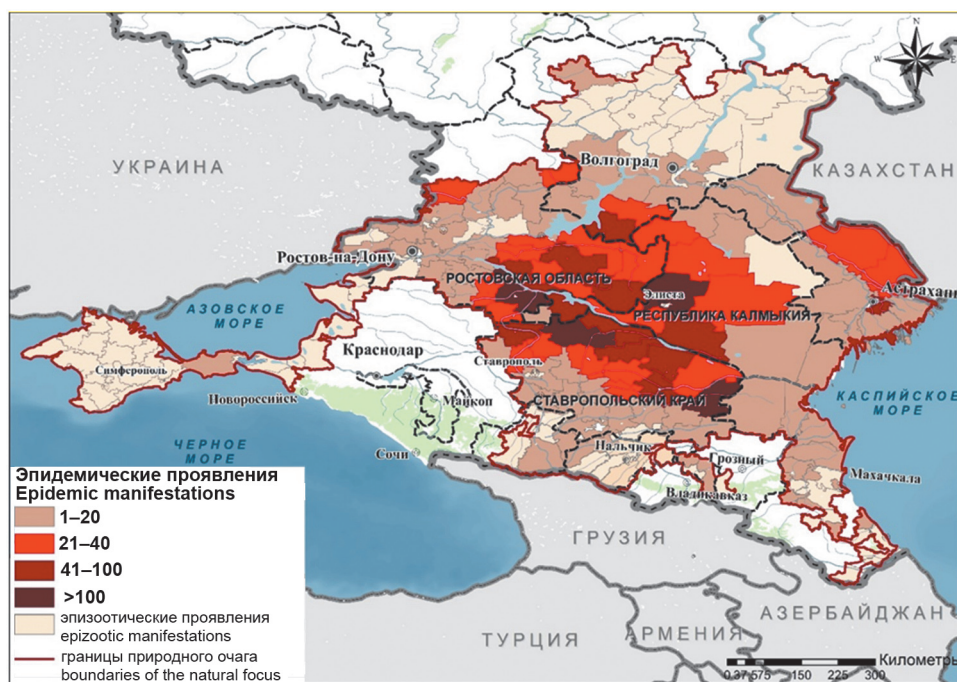 N
W
E
S
УКРАИНА
Волгоград
КАЗАХСТАН
Ростов-на-Дону
РОСТОВСКАЯ ОБЛАСТЬ
Элиста
Астрахань
АЗОВСКОЕ
МОРЕ
РЕСПУБЛИКА КАЛМЫКИЯ
Симферополь
Краснодар
Ставрополь
Новороссийск
Майкоп
СТАВРОПОЛЬСКИЙ КРАЙ
КАСПИЙСКОЕ
МОРЕ
ЧЕРНОЕ
МОРЕ
Сочи
Нальчик
Грозный
Махачкала
Владикавказ
ГРУЗИЯ
АЗЕРБАЙДЖАН
ТУРЦИЯ
АРМЕНИЯ
Эпидемические проявления
Epidemic manifestations
1–20
21–40
41–100
>100
эпизоотические проявления
epizootic manifestations
границы природного очага
boundaries of the natural focus
Километры
0 37,5 75 150 225 300